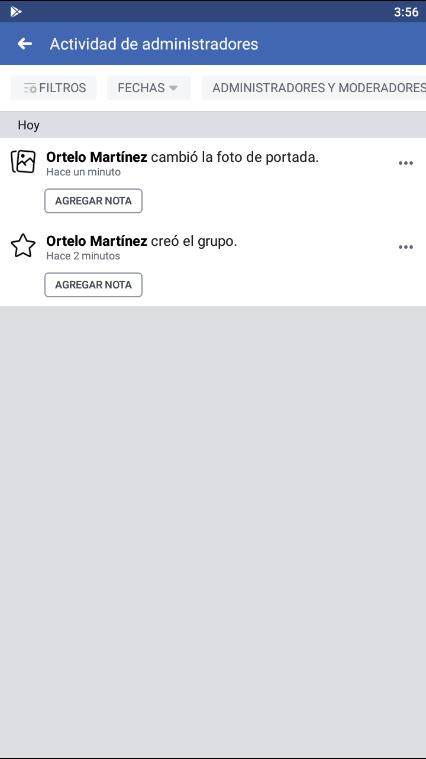 3:56
Actividad de administradores
FILTROS FECHAS ADMINISTRADORES Y MODERADORES
Hoy
Ortelo Martínez cambió la foto de portada.
Hace un minuto
AGREGAR NOTA
Ortelo Martínez creó el grupo.
Hace 2 minutos
AGREGAR NOTA